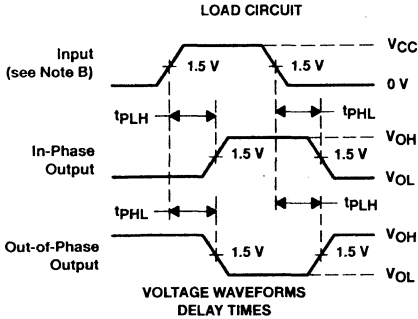 LOAD CIRCUIT
VCC
Input
(see Note B)
1.5 V
1.5 V
0 V
tPLH
tPHL
VOH
In-Phase
Output
1.5 V
1.5 V
VOL
tPHL
tPLH
VOH
Out-of-Phase
Output
1.5 V
1.5 V
VOL
VOLTAGE WAVEFORMS
DELAY TIMES